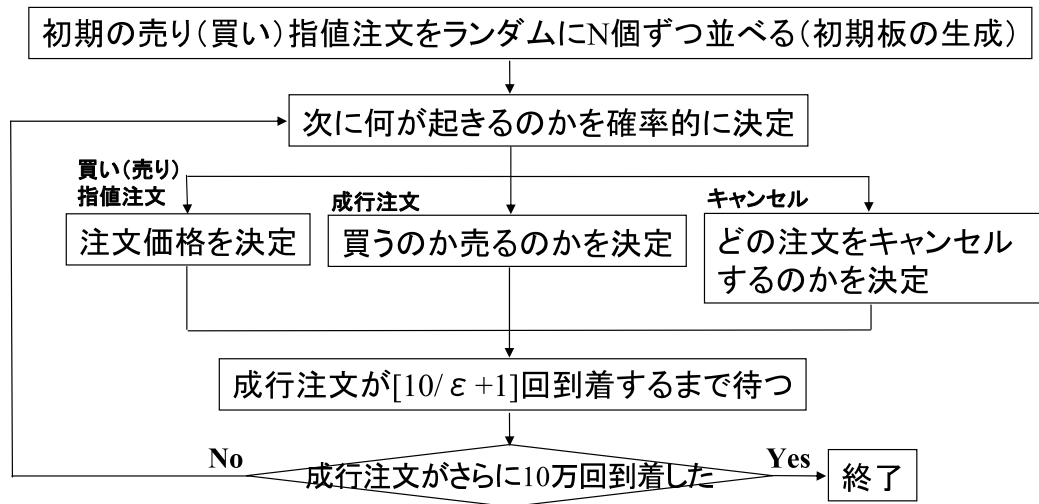 初期の売り(買い)指値注文をランダムにN個ずつ並べる(初期板の生成)
次に何が起きるのかを確率的に決定
買い(売り)
指値注文
注文価格を決定
成行注文
買うのか売るのかを決定
キャンセル
どの注文をキャンセル
するのかを決定
成行注文が[10/ε+1]回到着するまで待つ
No
成行注文がさらに10万回到着した
Yes
終了